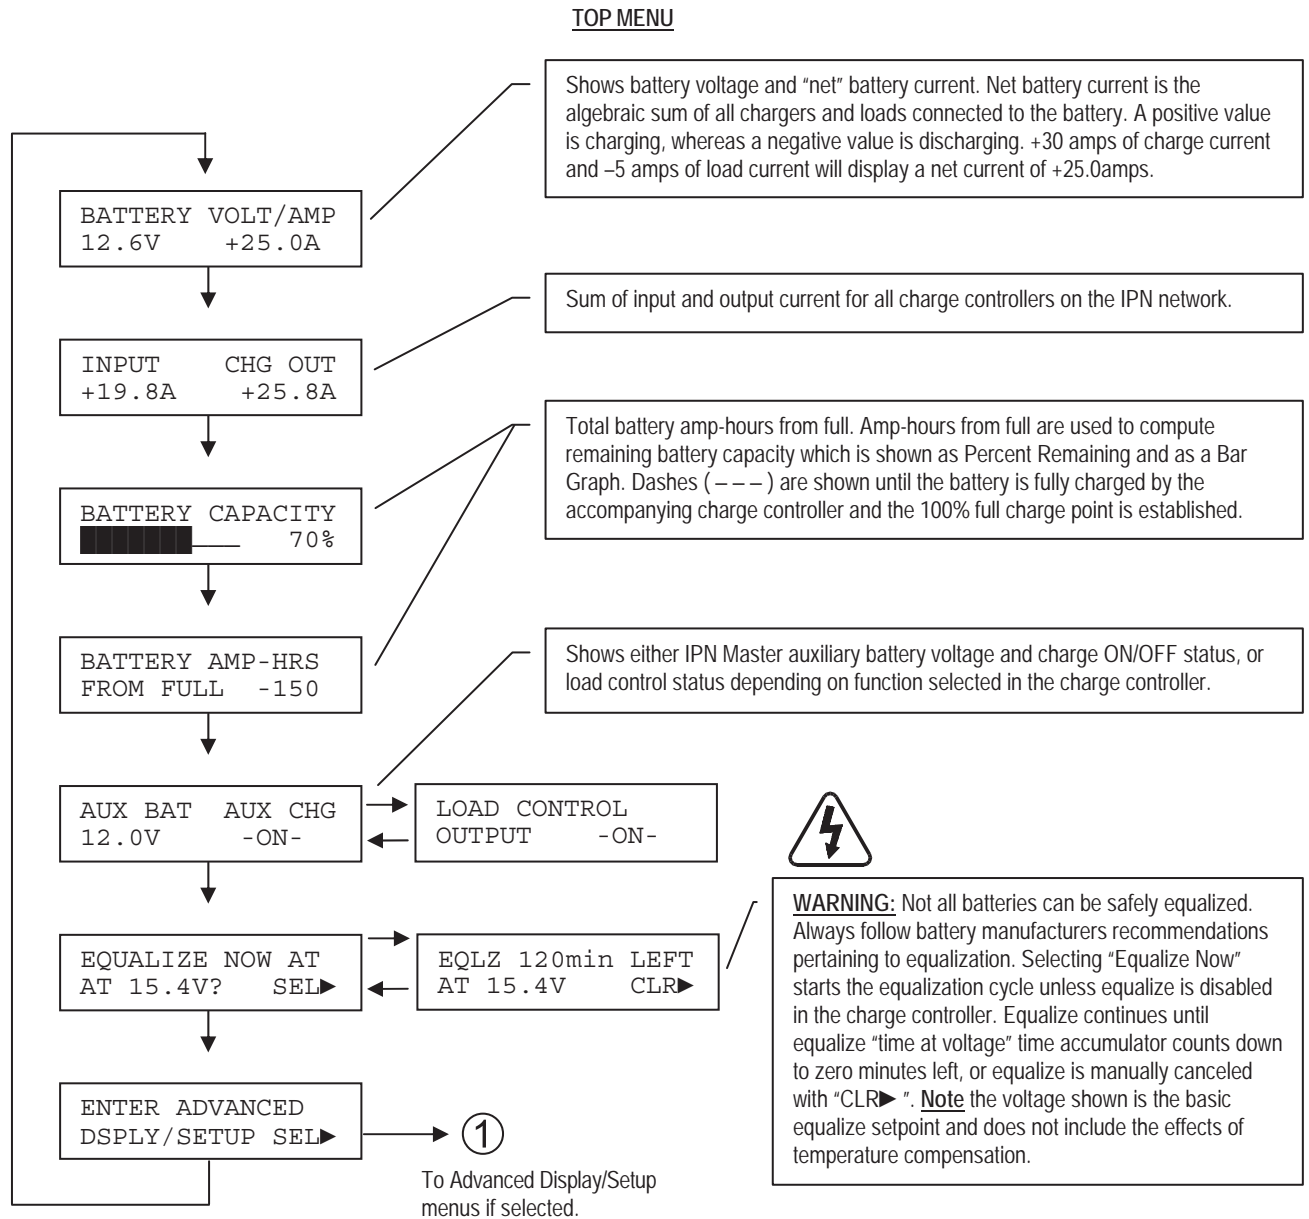 TOP MENU
Shows battery voltage and "net" battery current. Net battery current is the
algebraic sum of all chargers and loads connected to the battery. A positive value
is charging, whereas a negative value is discharging. +30 amps of charge current
and –5 amps of load current will display a net current of +25.0amps.
BATTERY VOLT/AMP
12.6V +25.0A
Sum of input and output current for all charge controllers on the IPN network.
INPUT CHG OUT
+19.8A +25.8A
Total battery amp-hours from full. Amp-hours from full are used to compute
remaining battery capacity which is shown as Percent Remaining and as a Bar
Graph. Dashes ( – – – ) are shown until the battery is fully charged by the
accompanying charge controller and the 100% full charge point is established.
BATTERY CAPACITY
███████___ 70%
BATTERY AMP-HRS
FROM FULL -150
Shows either IPN Master auxiliary battery voltage and charge ON/OFF status, or
load control status depending on function selected in the charge controller.
AUX BAT AUX CHG
12.0V -ON-
LOAD CONTROL
OUTPUT -ON-
EQUALIZE NOW AT
AT 15.4V? SEL►
EQLZ 120min LEFT
AT 15.4V CLR►
WARNING: Not all batteries can be safely equalized.
Always follow battery manufacturers recommendations
pertaining to equalization. Selecting "Equalize Now"
starts the equalization cycle unless equalize is disabled
in the charge controller. Equalize continues until
equalize "time at voltage" time accumulator counts down
to zero minutes left, or equalize is manually canceled
with "CLR► ". Note the voltage shown is the basic
equalize setpoint and does not include the effects of
temperature compensation.
ENTER ADVANCED
DSPLY/SETUP SEL►
1
To Advanced Display/Setup
menus if selected.